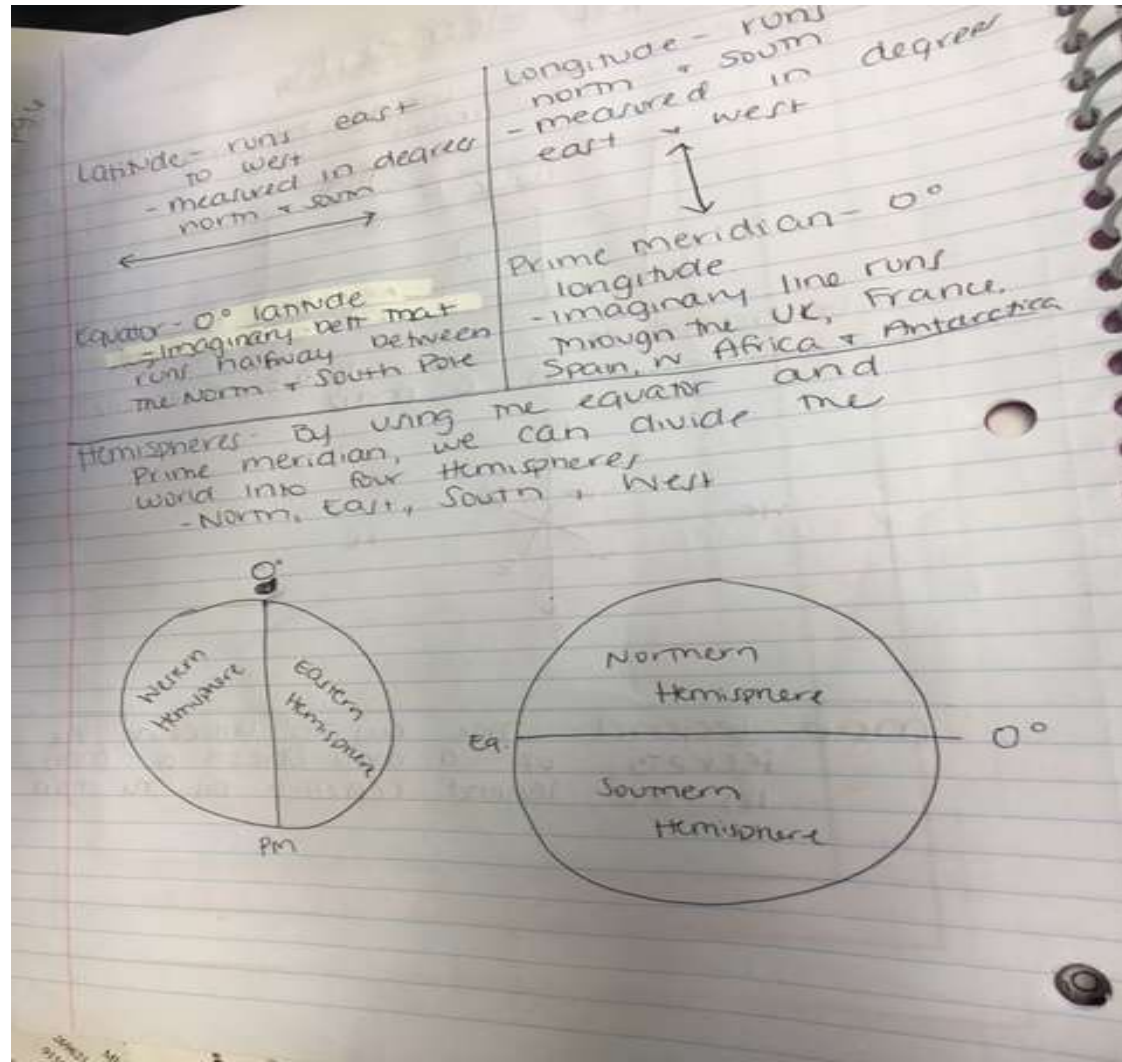 Latitude - runs east
to west
- measured in degrees
north + south
Longitude - runs
north + south
- measured in degrees
east + west
Equator - 0° latitude
- Imaginary belt that
runs halfway between
the North + South Pole
Prime meridian - 0°
longitude
- imaginary line runs
through the UK, France,
Spain, W Africa + Antarctica
Hemispheres - By using the equator and
Prime meridian, we can divide the
world into four Hemispheres
- North, East, South, West
0°
Western
Hemisphere
Eastern
Hemisphere
PM
Northern
Hemisphere
Eq.
0°
Southern
Hemisphere